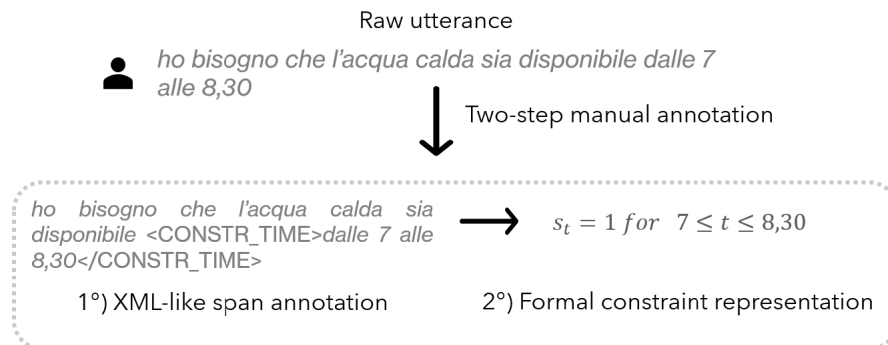 Raw utterance
ho bisogno che l'acqua calda sia disponibile dalle 7
alle 8,30
Two-step manual annotation
ho bisogno che l'acqua calda sia
disponibile <CONSTR_TIME>dalle 7 alle
8,30</CONSTR_TIME>
s_t = 1 for 7 ≤ t ≤ 8,30
1°) XML-like span annotation
2°) Formal constraint representation